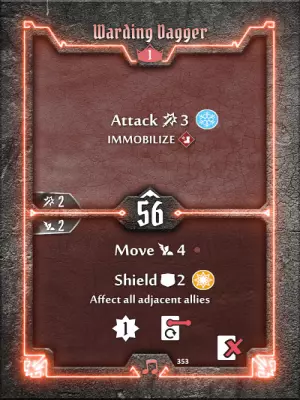 Warding Dagger
1
Attack 3
IMMOBILIZE
2
56
2
Move 4
Shield 2
Affect all adjacent allies
1
353